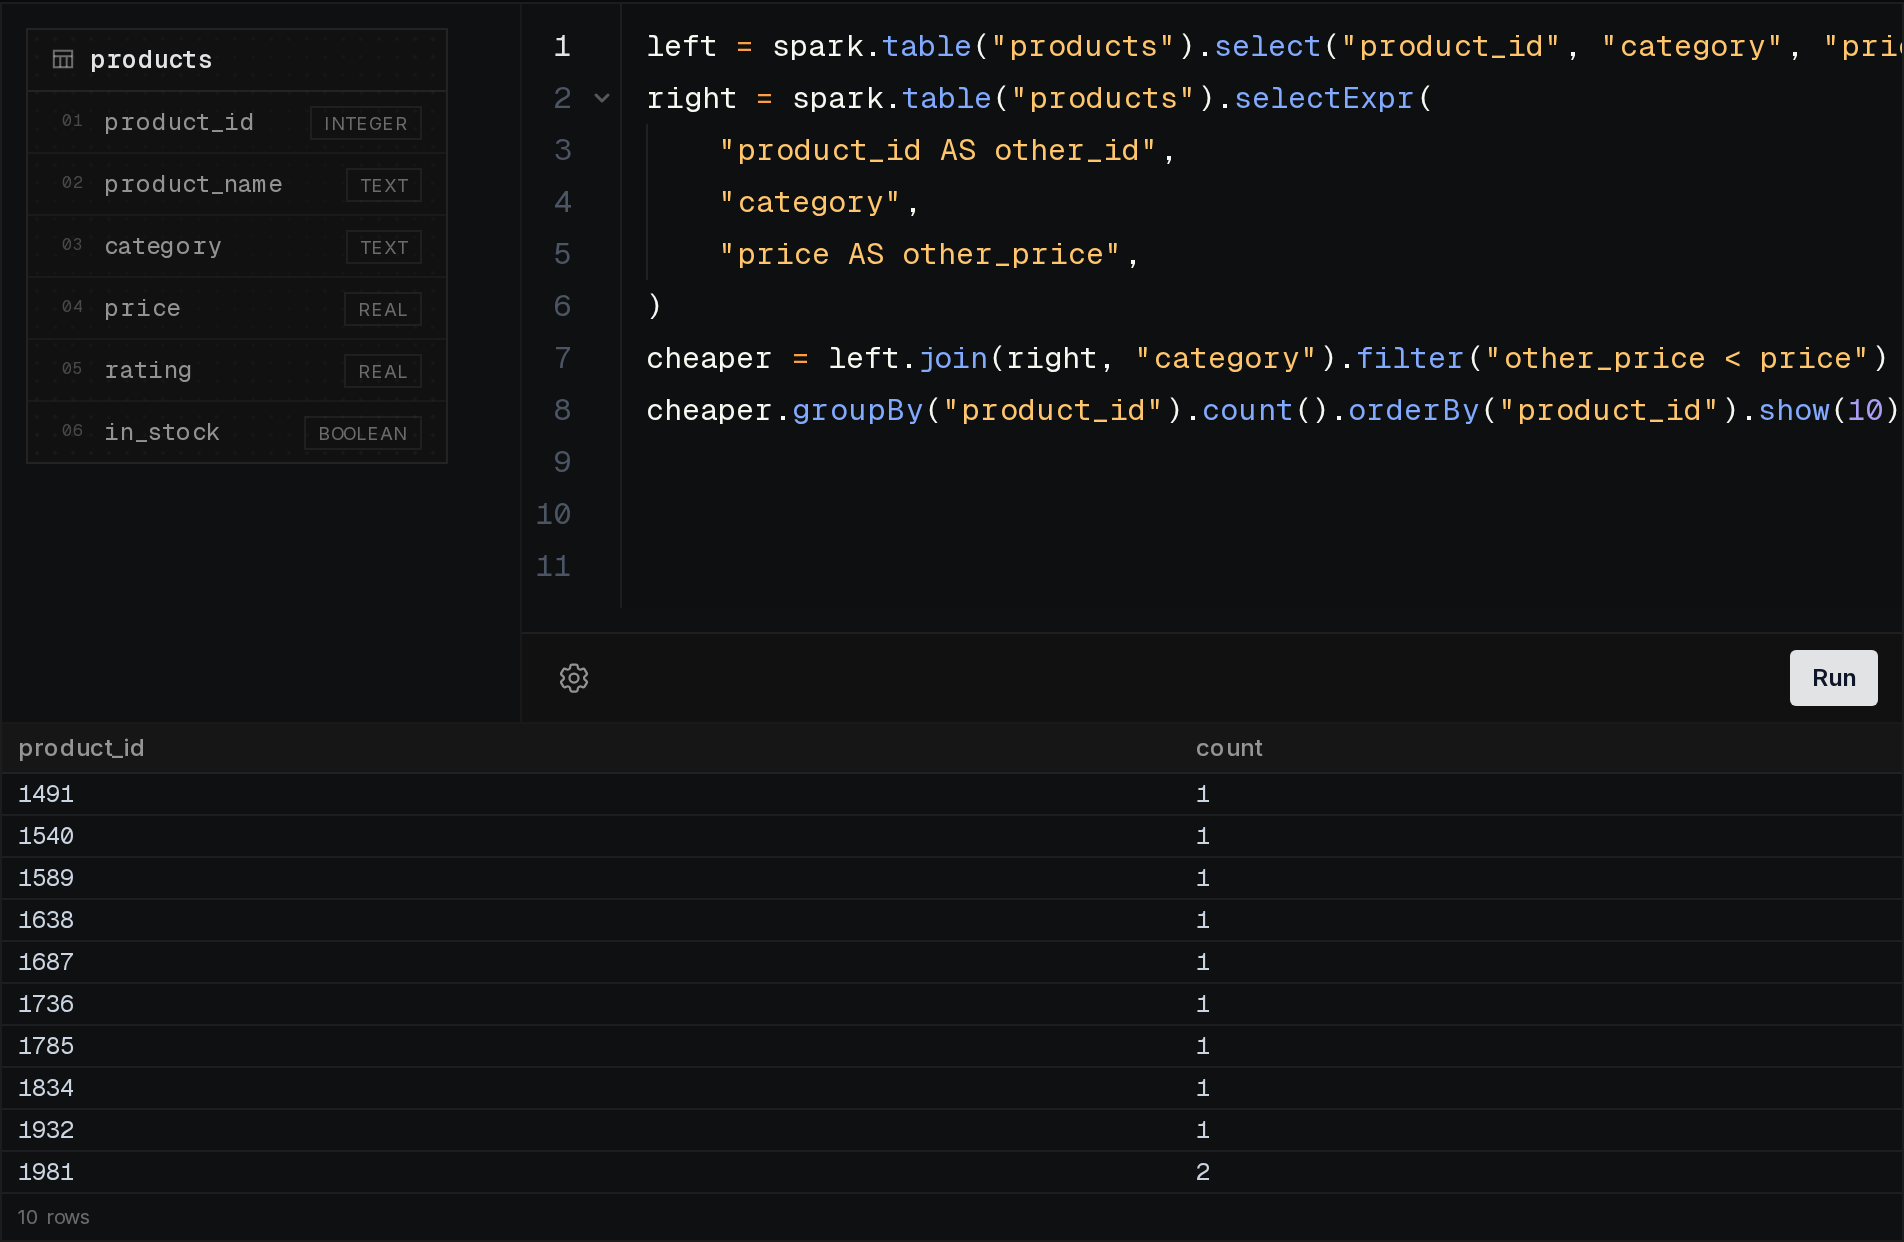 products
01 product_id INTEGER
02 product_name TEXT
03 category TEXT
04 price REAL
05 rating REAL
06 in_stock BOOLEAN
1 left = spark.table("products").select("product_id", "category", "pri
2 right = spark.table("products").selectExpr(
3 "product_id AS other_id",
4 "category",
5 "price AS other_price",
6 )
7 cheaper = left.join(right, "category").filter("other_price < price")
8 cheaper.groupBy("product_id").count().orderBy("product_id").show(10)
9
10
11
Run
product_id count
1491 1
1540 1
1589 1
1638 1
1687 1
1736 1
1785 1
1834 1
1932 1
1981 2
10 rows